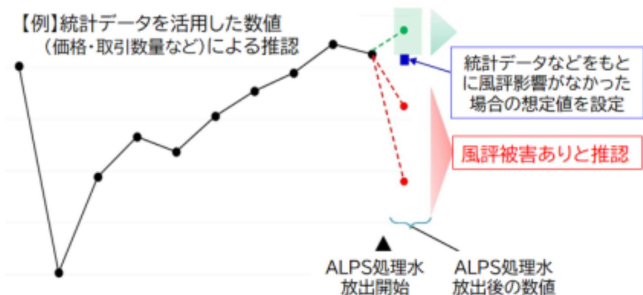 【例】統計データを活用した数値
（価格・取引数量など）による推認
統計データなどをもと
に風評影響がなかった
場合の想定値を設定
風評被害ありと推認
ALPS処理水
放出開始
ALPS処理水
放出後の数値